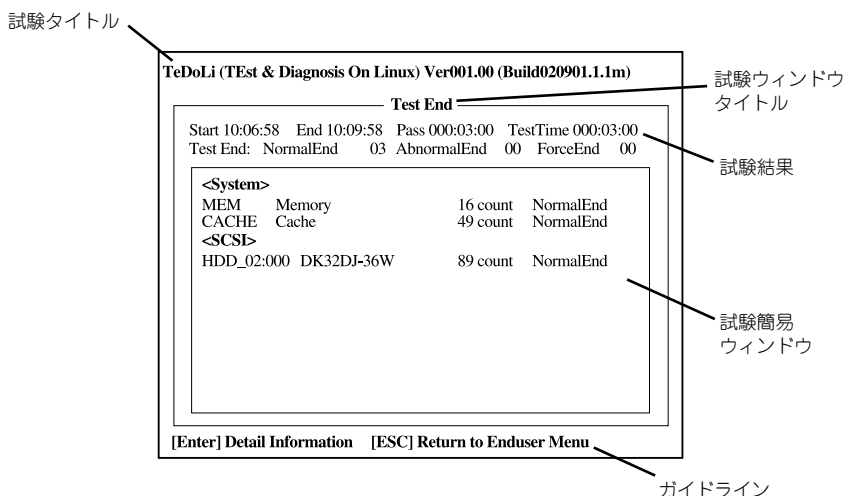 試験タイトル
TeDoLi (TEst & Diagnosis On Linux) Ver001.00 (Build020901.1.1m)
試験ウィンドウ
タイトル
Test End
Start 10:06:58 End 10:09:58 Pass 000:03:00 TestTime 000:03:00
Test End: NormalEnd 03 AbnormalEnd 00 ForceEnd 00
試験結果
<System>
MEM Memory 16 count NormalEnd
CACHE Cache 49 count NormalEnd
<SCSI>
HDD_02:000 DK32DJ-36W 89 count NormalEnd
試験簡易
ウィンドウ
[Enter] Detail Information [ESC] Return to Enduser Menu
ガイドライン